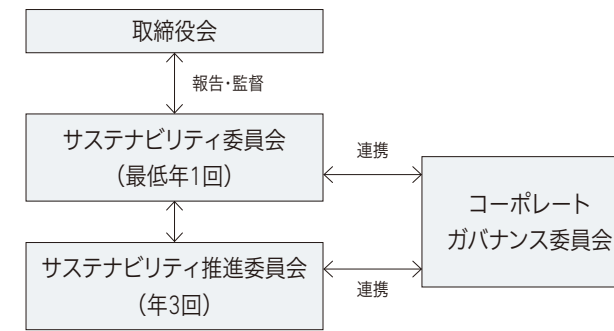 取締役会
報告・監督
サステナビリティ委員会
（最低年1回）
連携
コーポレート
ガバナンス委員会
サステナビリティ推進委員会
（年3回）
連携